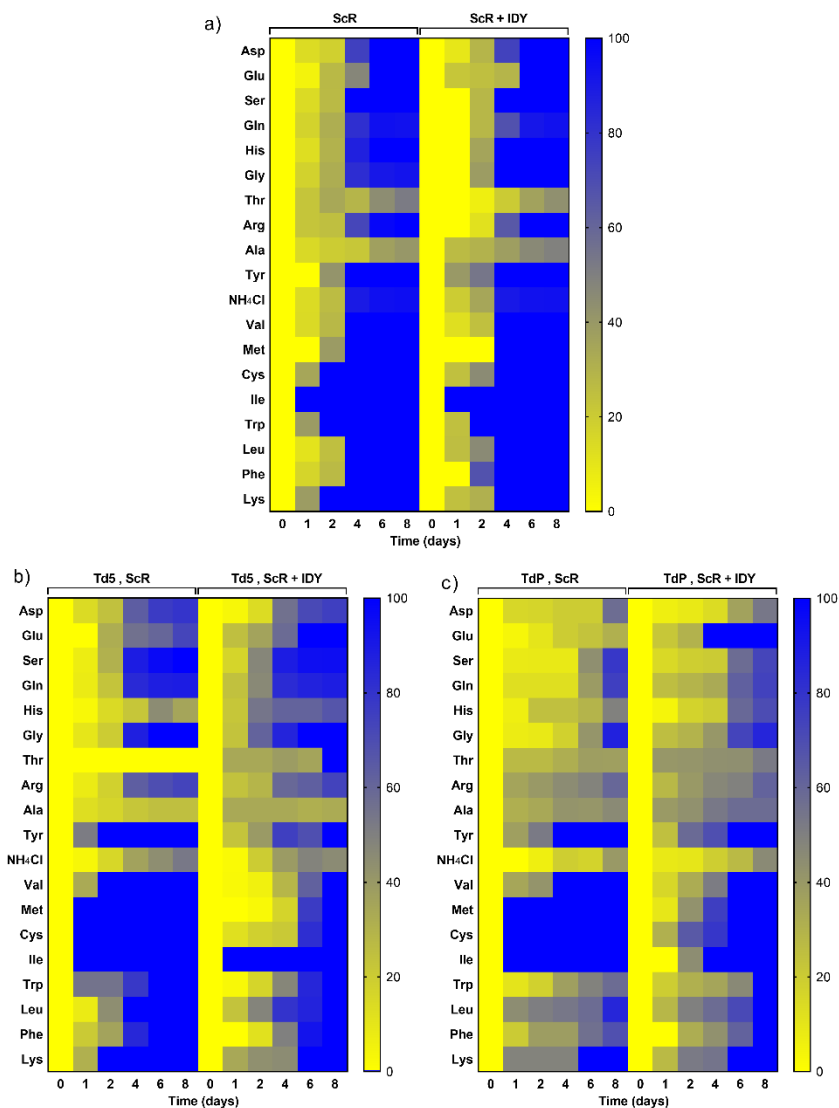 a)
ScR
ScR + IDY
Asp
Glu
Ser
Gln
His
Gly
Thr
Arg
Ala
Tyr
NH₄Cl
Val
Met
Cys
Ile
Trp
Leu
Phe
Lys
0 1 2 4 6 8 0 1 2 4 6 8
Time (days)
100
80
60
40
20
0
b)
Td5 , ScR
Td5 , ScR + IDY
Asp
Glu
Ser
Gln
His
Gly
Thr
Arg
Ala
Tyr
NH₄Cl
Val
Met
Cys
Ile
Trp
Leu
Phe
Lys
0 1 2 4 6 8 0 1 2 4 6 8
Time (days)
100
80
60
40
20
0
c)
TdP , ScR
TdP , ScR + IDY
Asp
Glu
Ser
Gln
His
Gly
Thr
Arg
Ala
Tyr
NH₄Cl
Val
Met
Cys
Ile
Trp
Leu
Phe
Lys
0 1 2 4 6 8 0 1 2 4 6 8
Time (days)
100
80
60
40
20
0